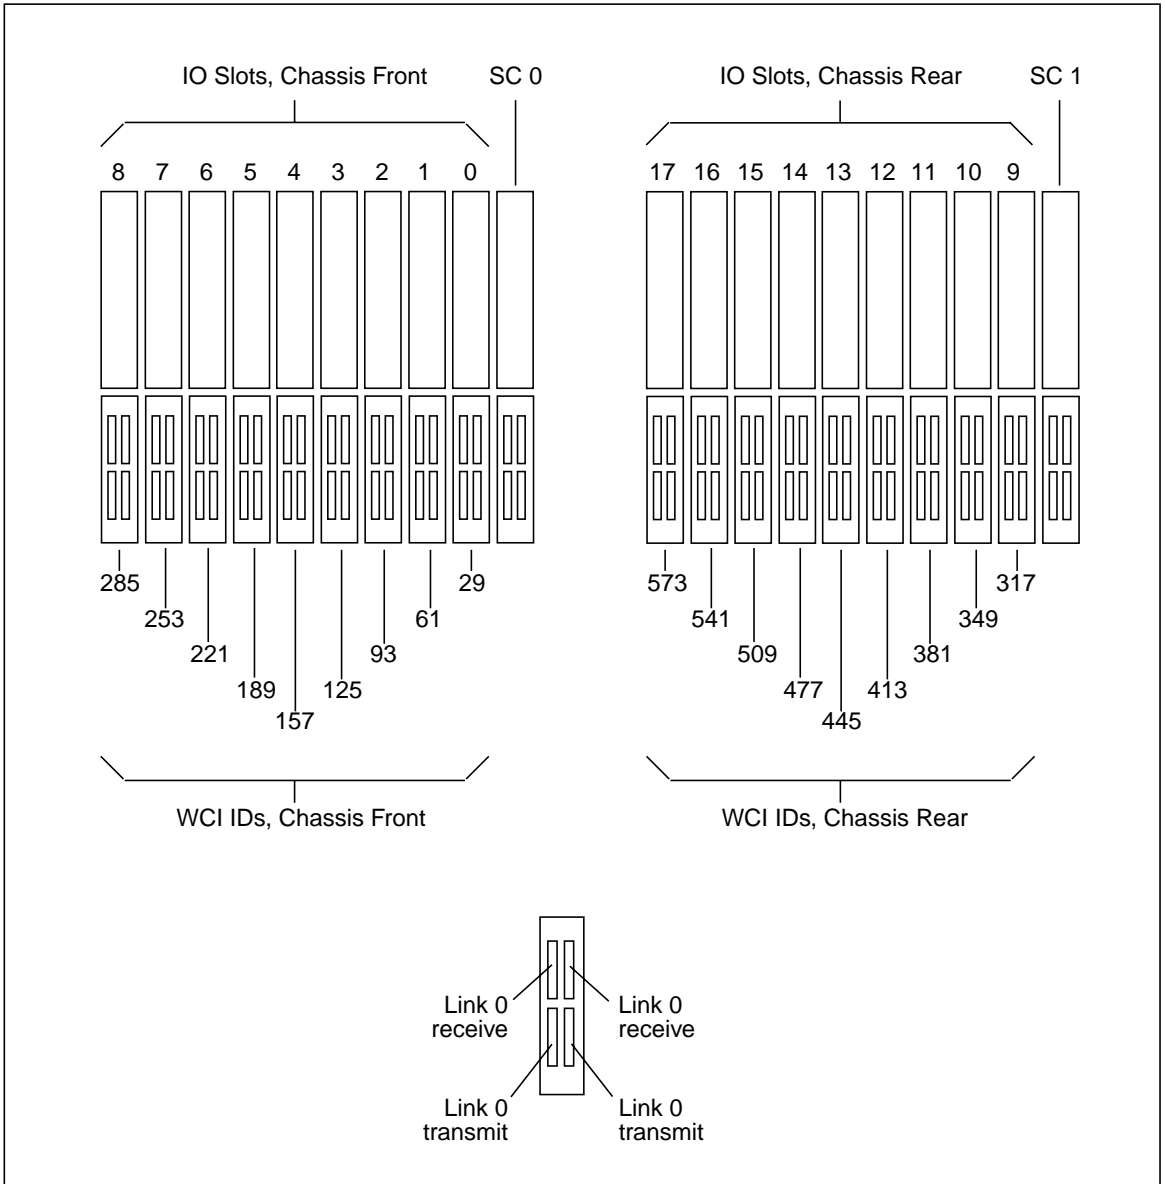 IO Slots, Chassis Front SC 0 IO Slots, Chassis Rear SC 1
8 7 6 5 4 3 2 1 0 17 16 15 14 13 12 11 10 9
285 29 573 317
253 61 541 349
221 93 509 381
189 125 477 413
157 445
WCI IDs, Chassis Front WCI IDs, Chassis Rear
Link 0 Link 0
receive receive
Link 0 Link 0
transmit transmit